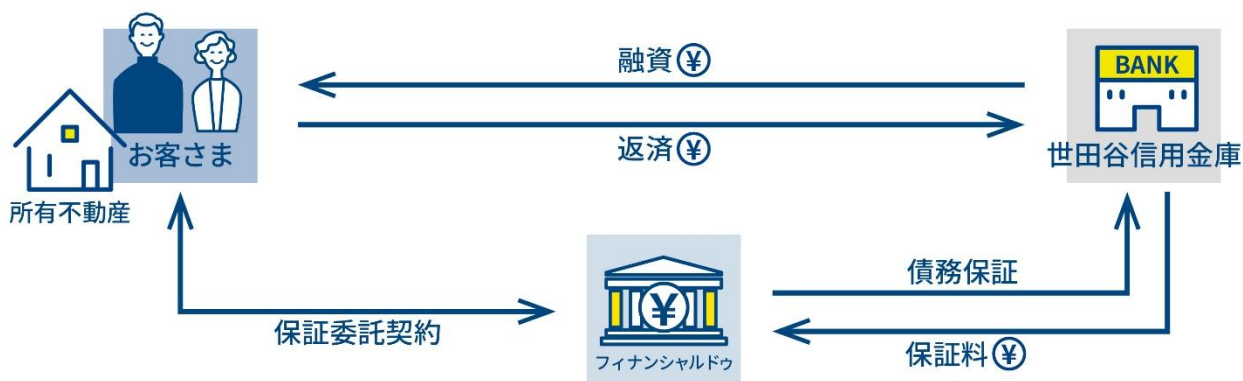 融資¥
BANK
返済¥
お客さま
世田谷信用金庫
所有不動産
債務保証
¥
保証委託契約
フィナンシャルドゥ
保証料¥